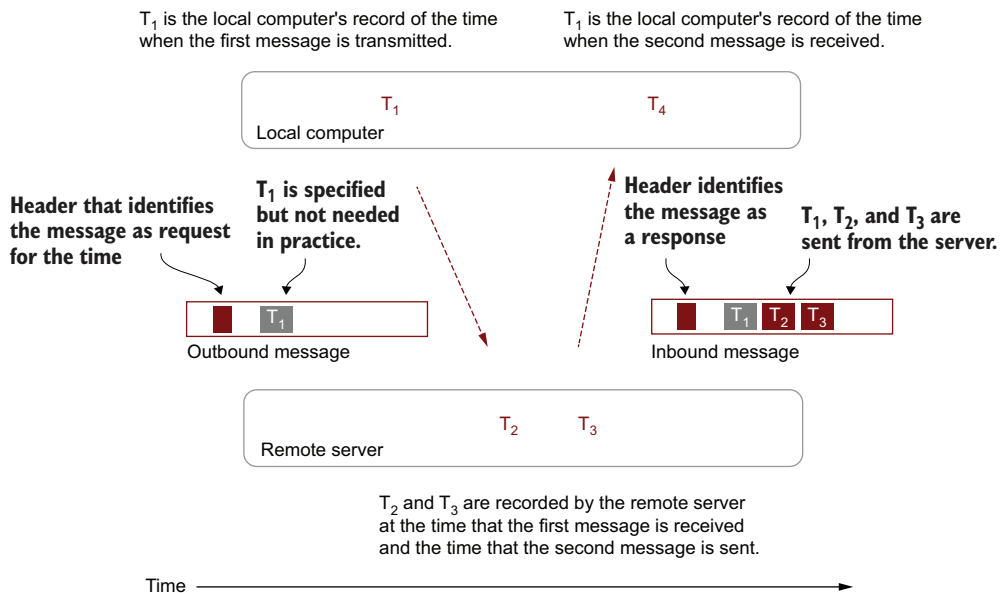 T₁ is the local computer's record of the time
when the first message is transmitted.
T₁ is the local computer's record of the time
when the second message is received.
T₁
T₄
Local computer
Header that identifies
the message as request
for the time
T₁ is specified
but not needed
in practice.
Header identifies
the message as
a response
T₁, T₂, and T₃ are
sent from the server.
T₁
Outbound message
T₁ T₂ T₃
Inbound message
T₂ T₃
Remote server
T₂ and T₃ are recorded by the remote server
at the time that the first message is received
and the time that the second message is sent.
Time